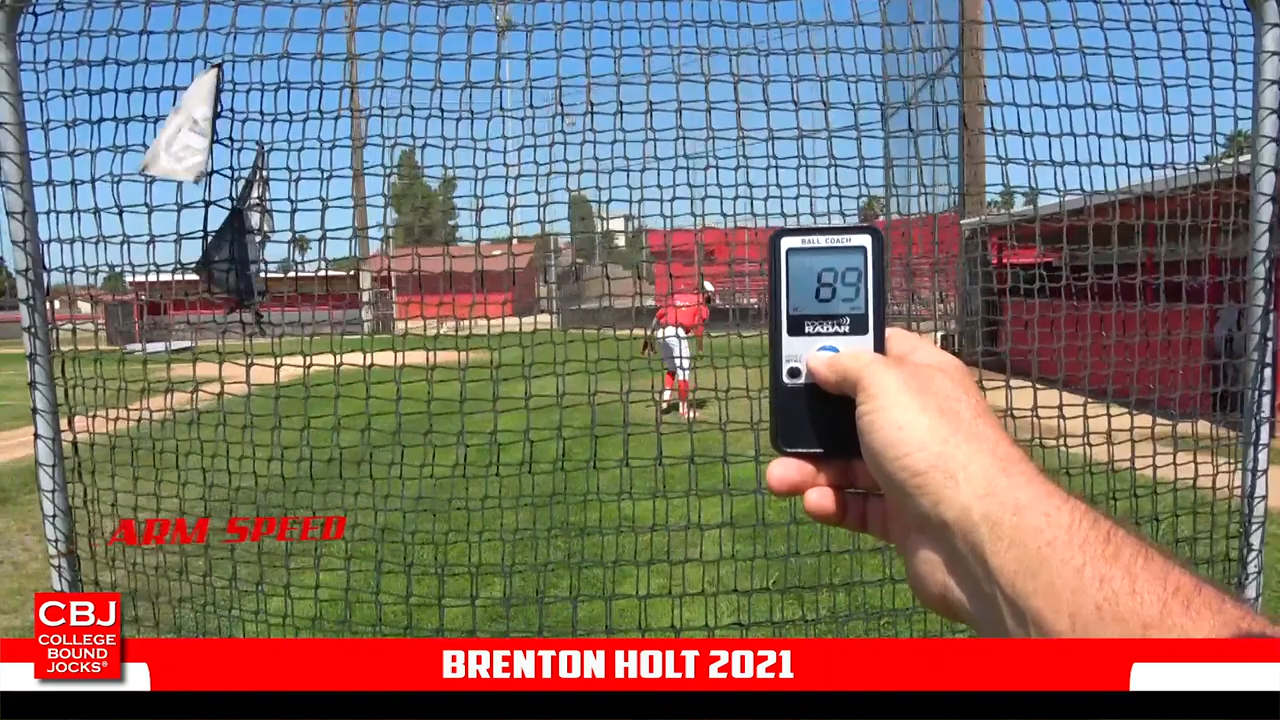 BALL COACH
89
POCKET
RADAR
ARM SPEED
CBJ
COLLEGE
BOUND
JOCKS®
BRENTON HOLT 2021